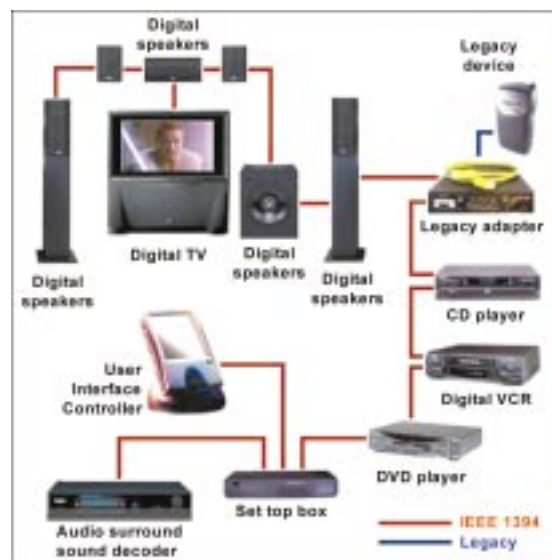 Digital
speakers
Legacy
device
Digital TV
Digital
speakers
Legacy adapter
Digital
speakers
Digital
speakers
CD player
User
Interface
Controller
Digital VCR
DVD player
Set top box
Audio surround
sound decoder
IEEE 1394
Legacy